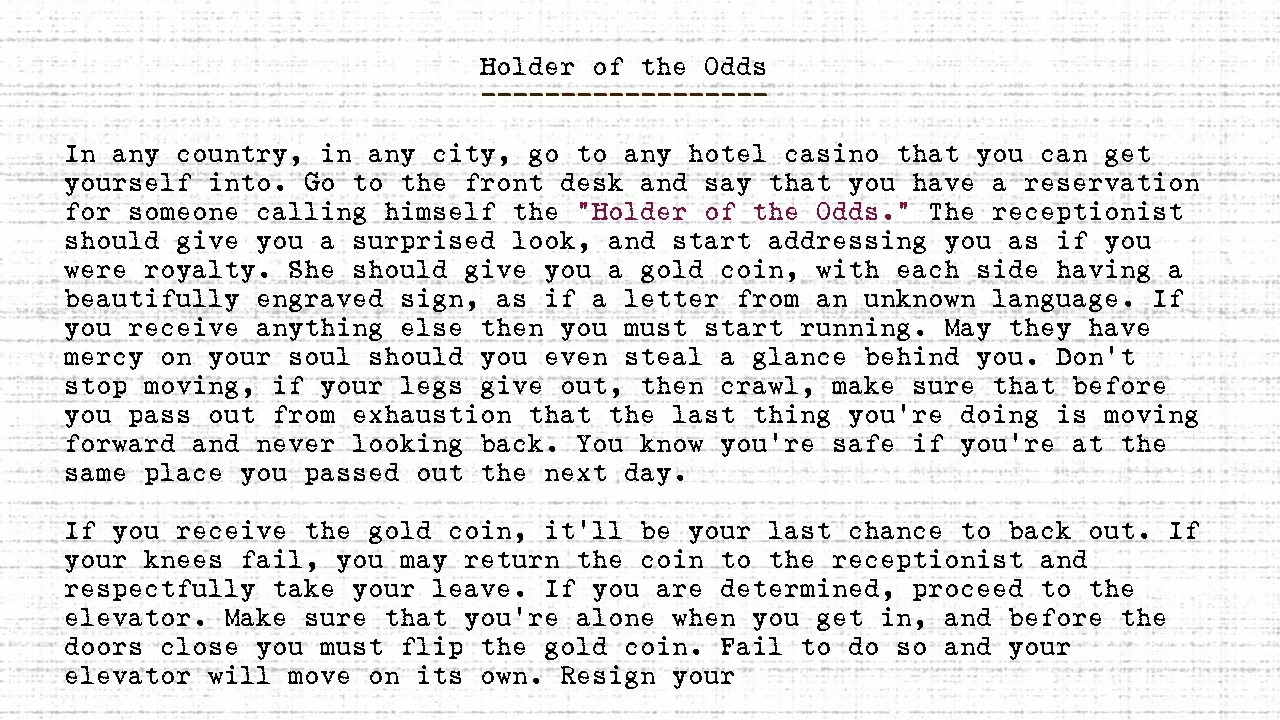 Holder of the Odds
------------------
In any country, in any city, go to any hotel casino that you can get
yourself into. Go to the front desk and say that you have a reservation
for someone calling himself the "Holder of the Odds." The receptionist
should give you a surprised look, and start addressing you as if you
were royalty. She should give you a gold coin, with each side having a
beautifully engraved sign, as if a letter from an unknown language. If
you receive anything else then you must start running. May they have
mercy on your soul should you even steal a glance behind you. Don't
stop moving, if your legs give out, then crawl, make sure that before
you pass out from exhaustion that the last thing you're doing is moving
forward and never looking back. You know you're safe if you're at the
same place you passed out the next day.
If you receive the gold coin, it'll be your last chance to back out. If
your knees fail, you may return the coin to the receptionist and
respectfully take your leave. If you are determined, proceed to the
elevator. Make sure that you're alone when you get in, and before the
doors close you must flip the gold coin. Fail to do so and your
elevator will move on its own. Resign your